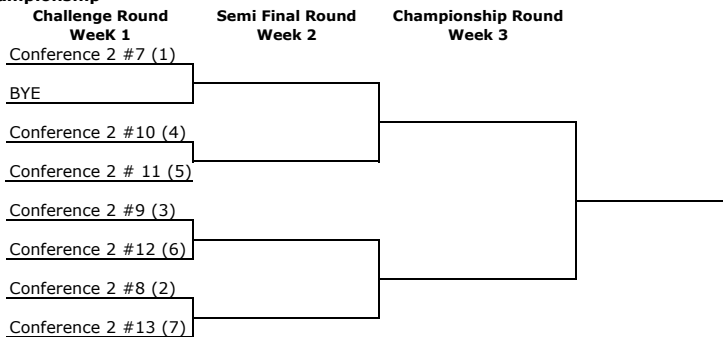 Challenge Round Semi Final Round Championship Round
WeeK 1 Week 2 Week 3
Conference 2 #7 (1)
BYE
Conference 2 #10 (4)
Conference 2 # 11 (5)
Conference 2 #9 (3)
Conference 2 #12 (6)
Conference 2 #8 (2)
Conference 2 #13 (7)